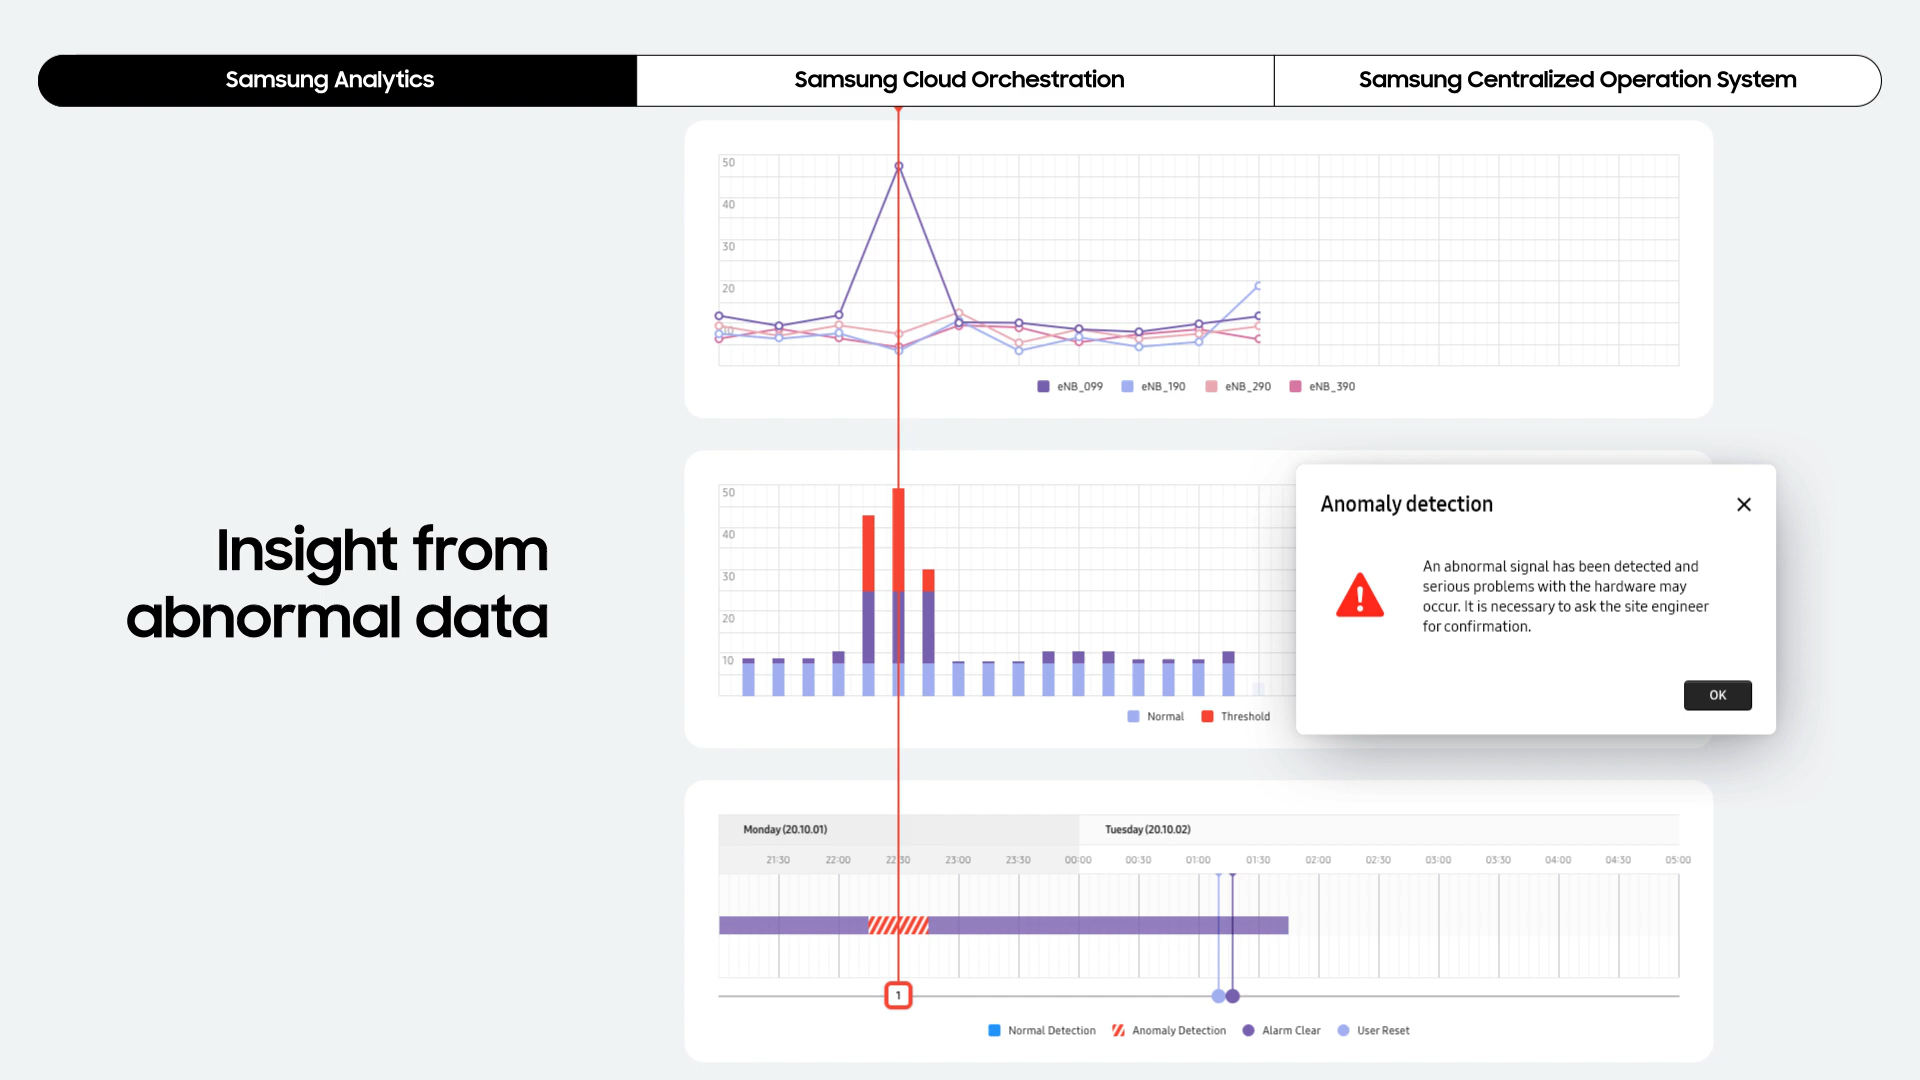 Samsung Analytics
Samsung Cloud Orchestration
Samsung Centralized Operation System
Insight from
abnormal data
50
40
30
20
10
eNB_099 eNB_190 eNB_290 eNB_390
50
40
30
20
10
Normal Threshold
Anomaly detection
An abnormal signal has been detected and
serious problems with the hardware may
occur. It is necessary to ask the site engineer
for confirmation.
OK
Monday (20.10.01) Tuesday (20.10.02)
21:30 22:00 22:30 23:00 23:30 00:00 00:30 01:00 01:30 02:00 02:30 03:00 03:30 04:00 04:30 05:00
1
Normal Detection Anomaly Detection Alarm Clear User Reset